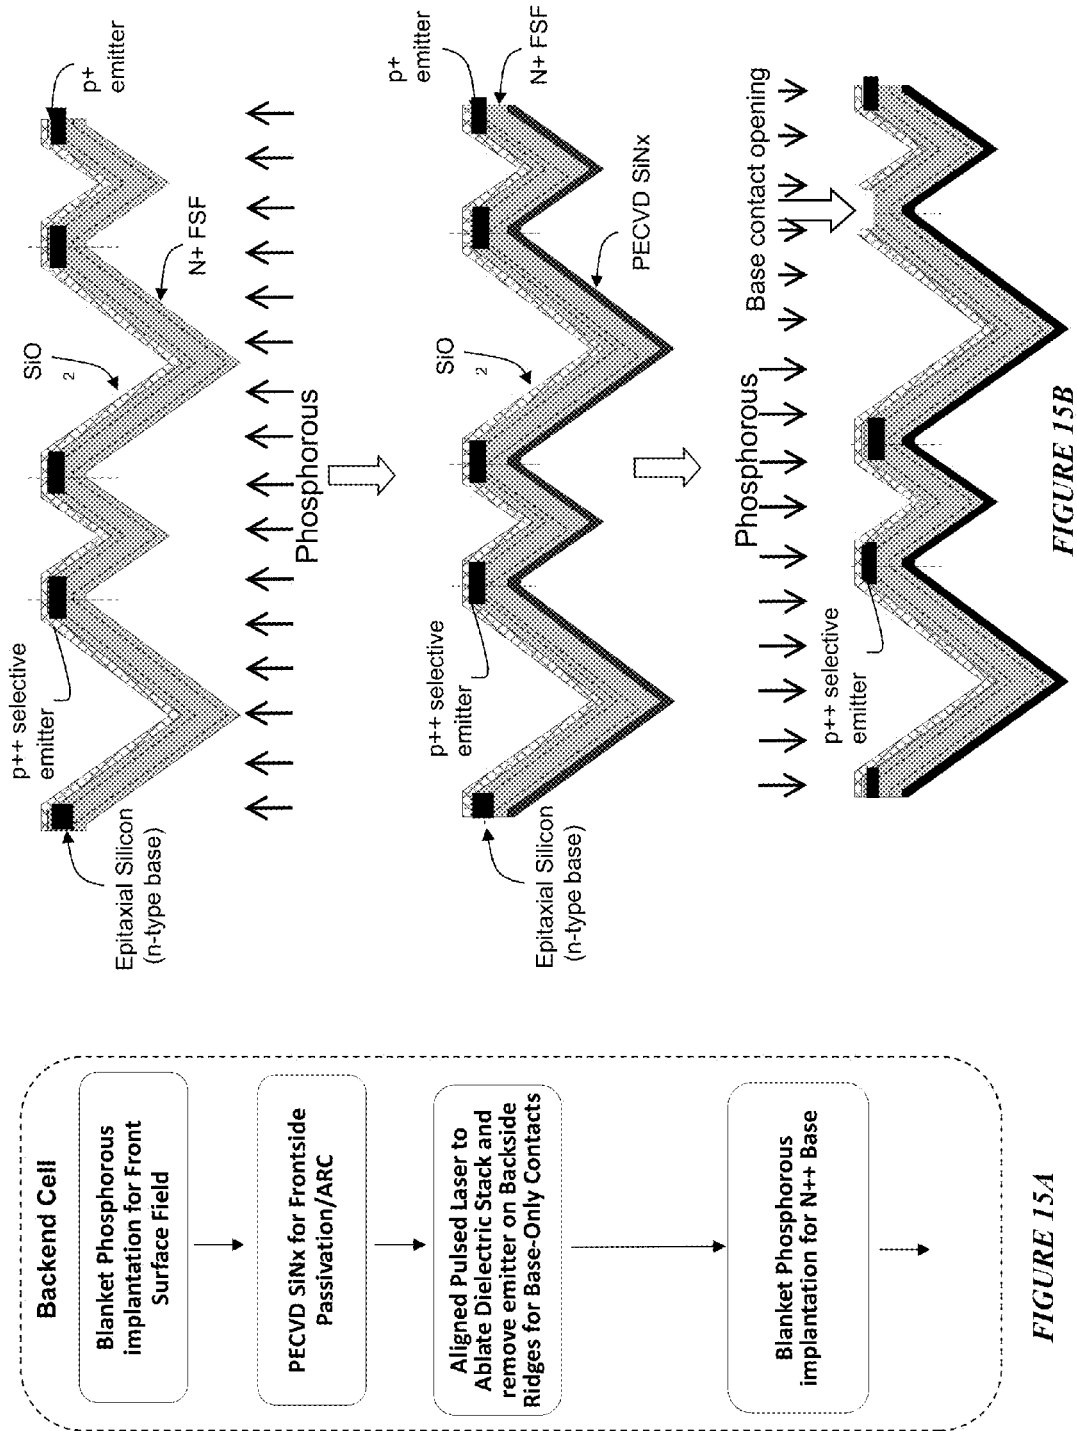 Backend Cell
Blanket Phosphorous
implantation for Front
Surface Field
PECVD SiNx for Frontside
Passivation/ARC
Aligned Pulsed Laser to
Ablate Dielectric Stack and
remove emitter on Backside
Ridges for Base-Only Contacts
Blanket Phosphorous
implantation for N++ Base
FIGURE 15A
Epitaxial Silicon
(n-type base)
p++ selective
emitter
SiO
2
N+ FSF
p+
emitter
Phosphorous
Epitaxial Silicon
(n-type base)
p++ selective
emitter
SiO
2
PECVD SiNx
N+ FSF
p+
emitter
Phosphorous
Base contact opening
p++ selective
emitter
FIGURE 15B